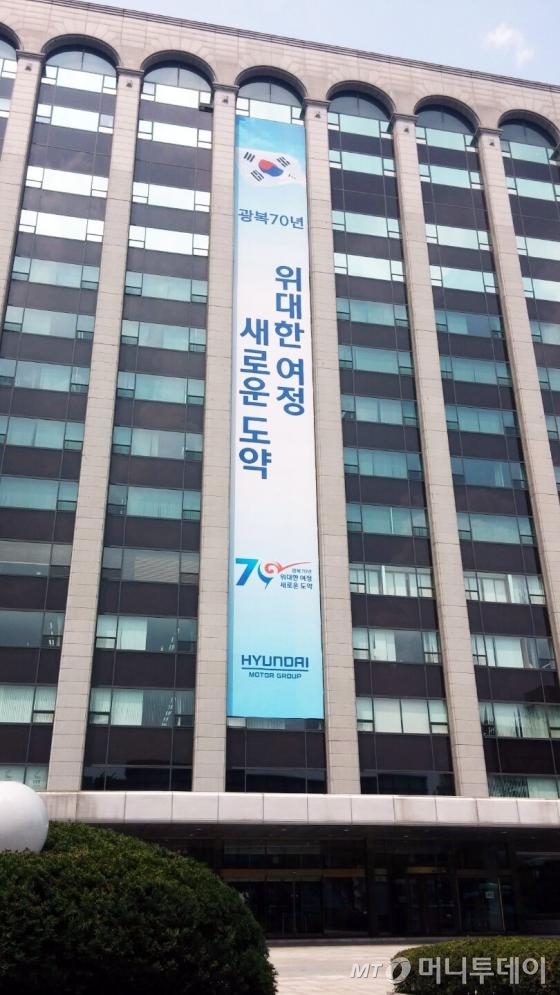 광복70년
위대한 여정
새로운 도약
70 광복70년
위대한 여정
새로운 도약
HYUNDAI
MOTOR GROUP
MT 머니투데이